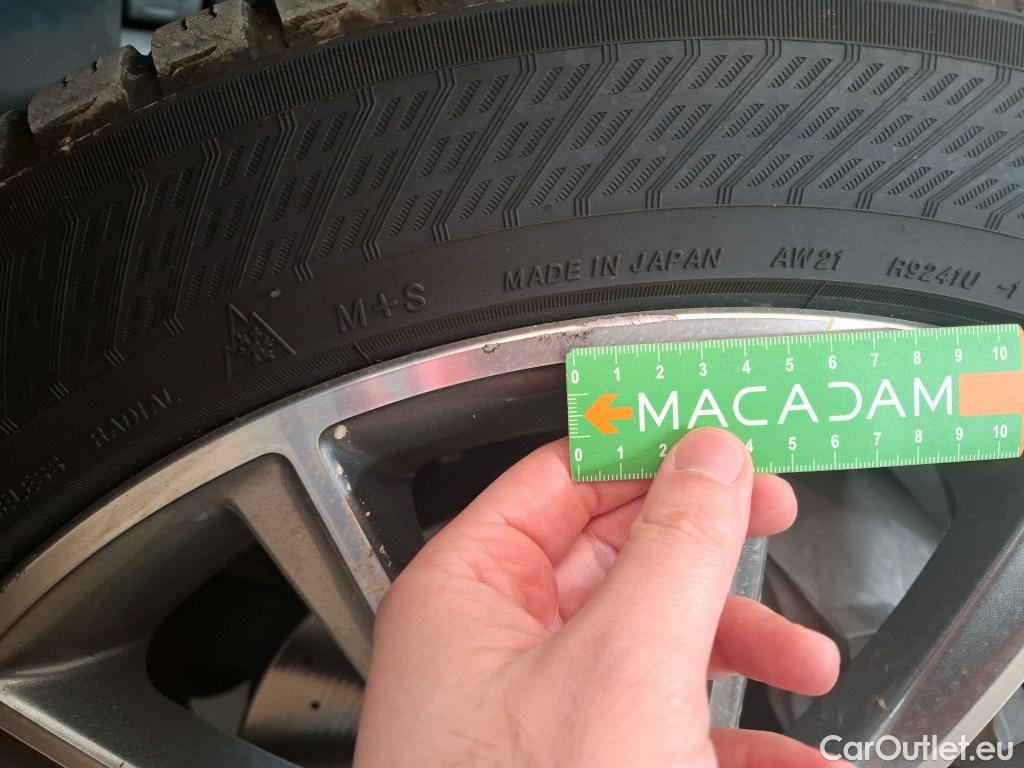 M+S
MADE IN JAPAN
AW21
R9241U -1
RADIAL
0 1 2 3 4 5 6 7 8 9 10
MACADAM
0 1 2 4 5 6 7 8 9 10
CarOutlet.eu